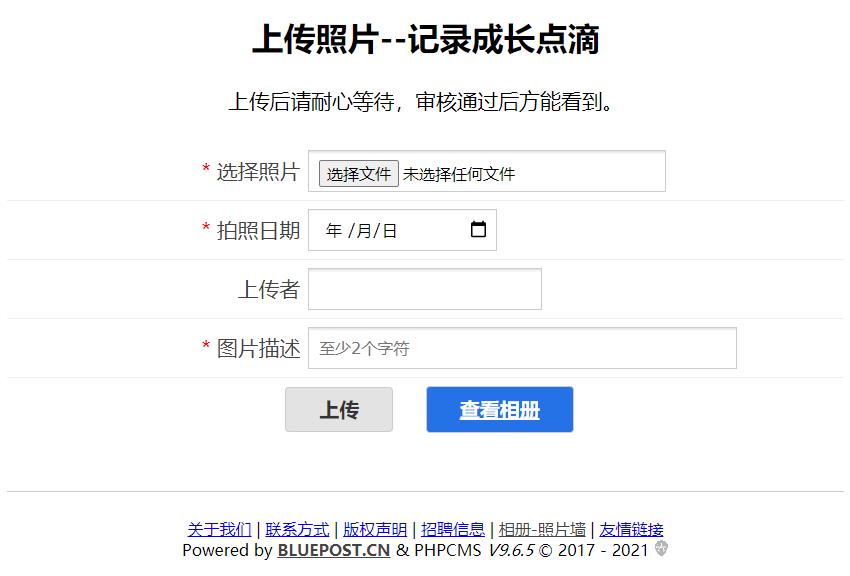 上传照片--记录成长点滴
上传后请耐心等待，审核通过后方能看到。
* 选择照片 选择文件 未选择任何文件
* 拍照日期 年 /月/日
上传者
* 图片描述 至少2个字符
上传 查看相册
关于我们 | 联系方式 | 版权声明 | 招聘信息 | 相册-照片墙 | 友情链接
Powered by BLUEPOST.CN & PHPCMS V9.6.5 © 2017 - 2021